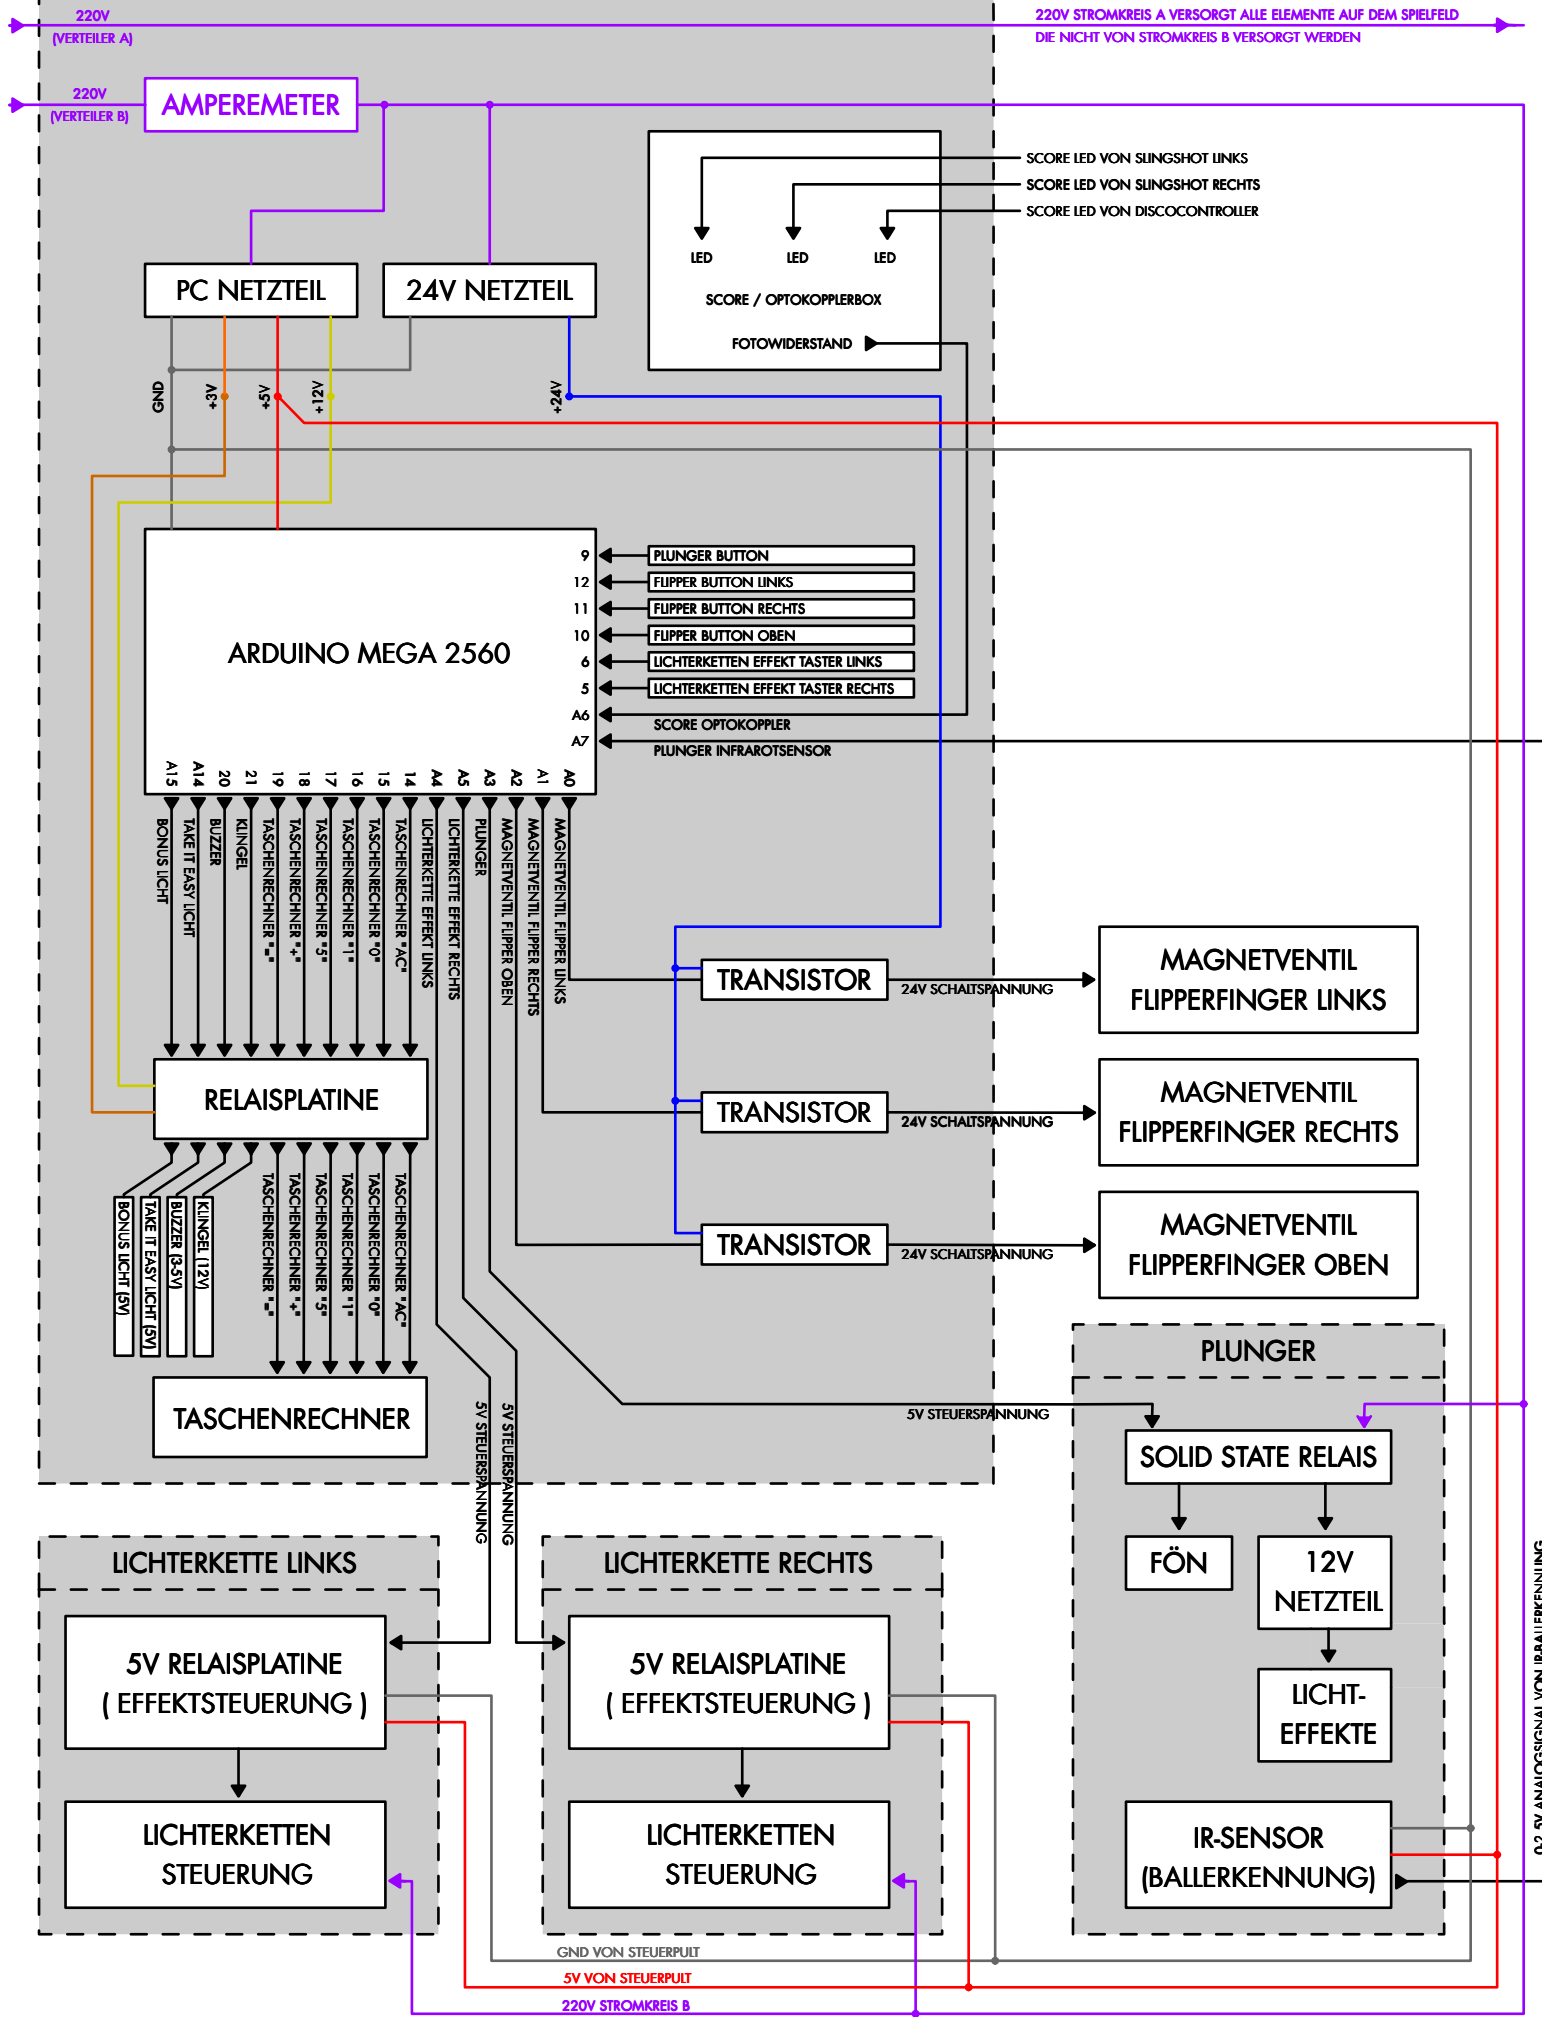 220V
(VERTEILER A)
220V STROMKREIS A VERSORGT ALLE ELEMENTE AUF DEM SPIELFELD
DIE NICHT VON STROMKREIS B VERSORGT WERDEN
220V
(VERTEILER B)
AMPEREMETER
SCORE LED VON SLINGSHOT LINKS
SCORE LED VON SLINGSHOT RECHTS
SCORE LED VON DISCOCONTROLLER
LED
LED
LED
SCORE / OPTOKOPPLERBOX
FOTOWIDERSTAND
PC NETZTEIL
24V NETZTEIL
GND
+3V
+5V
+12V
+24V
ARDUINO MEGA 2560
9
PLUNGER BUTTON
12
FLIPPER BUTTON LINKS
11
FLIPPER BUTTON RECHTS
10
FLIPPER BUTTON OBEN
6
LICHTERKETTEN EFFEKT TASTER LINKS
5
LICHTERKETTEN EFFEKT TASTER RECHTS
A6
SCORE OPTOKOPPLER
A7
PLUNGER INFRAROTSENSOR
A15
A14
20
21
19
18
17
16
15
14
A4
A5
A3
A2
A1
A0
BONUS LICHT
TAKE IT EASY LICHT
BUZZER
KLINGEL
TASCHENRECHNER "="
TASCHENRECHNER "+"
TASCHENRECHNER "5"
TASCHENRECHNER "1"
TASCHENRECHNER "0"
TASCHENRECHNER "AC"
LICHTERKETTE EFFEKT LINKS
LICHTERKETTE EFFEKT RECHTS
PLUNGER
MAGNETVENTIL FLIPPER OBEN
MAGNETVENTIL FLIPPER RECHTS
MAGNETVENTIL FLIPPER LINKS
TRANSISTOR
24V SCHALTSPANNUNG
MAGNETVENTIL
FLIPPERFINGER LINKS
RELAISPLATINE
TRANSISTOR
24V SCHALTSPANNUNG
MAGNETVENTIL
FLIPPERFINGER RECHTS
TRANSISTOR
24V SCHALTSPANNUNG
MAGNETVENTIL
FLIPPERFINGER OBEN
BONUS LICHT (5V)
TAKE IT EASY LICHT (5V)
BUZZER (3-5V)
KLINGEL (12V)
TASCHENRECHNER "="
TASCHENRECHNER "+"
TASCHENRECHNER "5"
TASCHENRECHNER "1"
TASCHENRECHNER "0"
TASCHENRECHNER "AC"
TASCHENRECHNER
5V STEUERSPANNUNG
5V STEUERSPANNUNG
5V STEUERSPANNUNG
PLUNGER
SOLID STATE RELAIS
FÖN
12V
NETZTEIL
LICHT-
EFFEKTE
IR-SENSOR
(BALLERKENNUNG)
0-2,5V ANALOGSIGNAL VON IR-BALLERKENNUNG
LICHTERKETTE LINKS
5V RELAISPLATINE
( EFFEKTSTEUERUNG )
LICHTERKETTEN
STEUERUNG
LICHTERKETTE RECHTS
5V RELAISPLATINE
( EFFEKTSTEUERUNG )
LICHTERKETTEN
STEUERUNG
GND VON STEUERPULT
5V VON STEUERPULT
220V STROMKREIS B